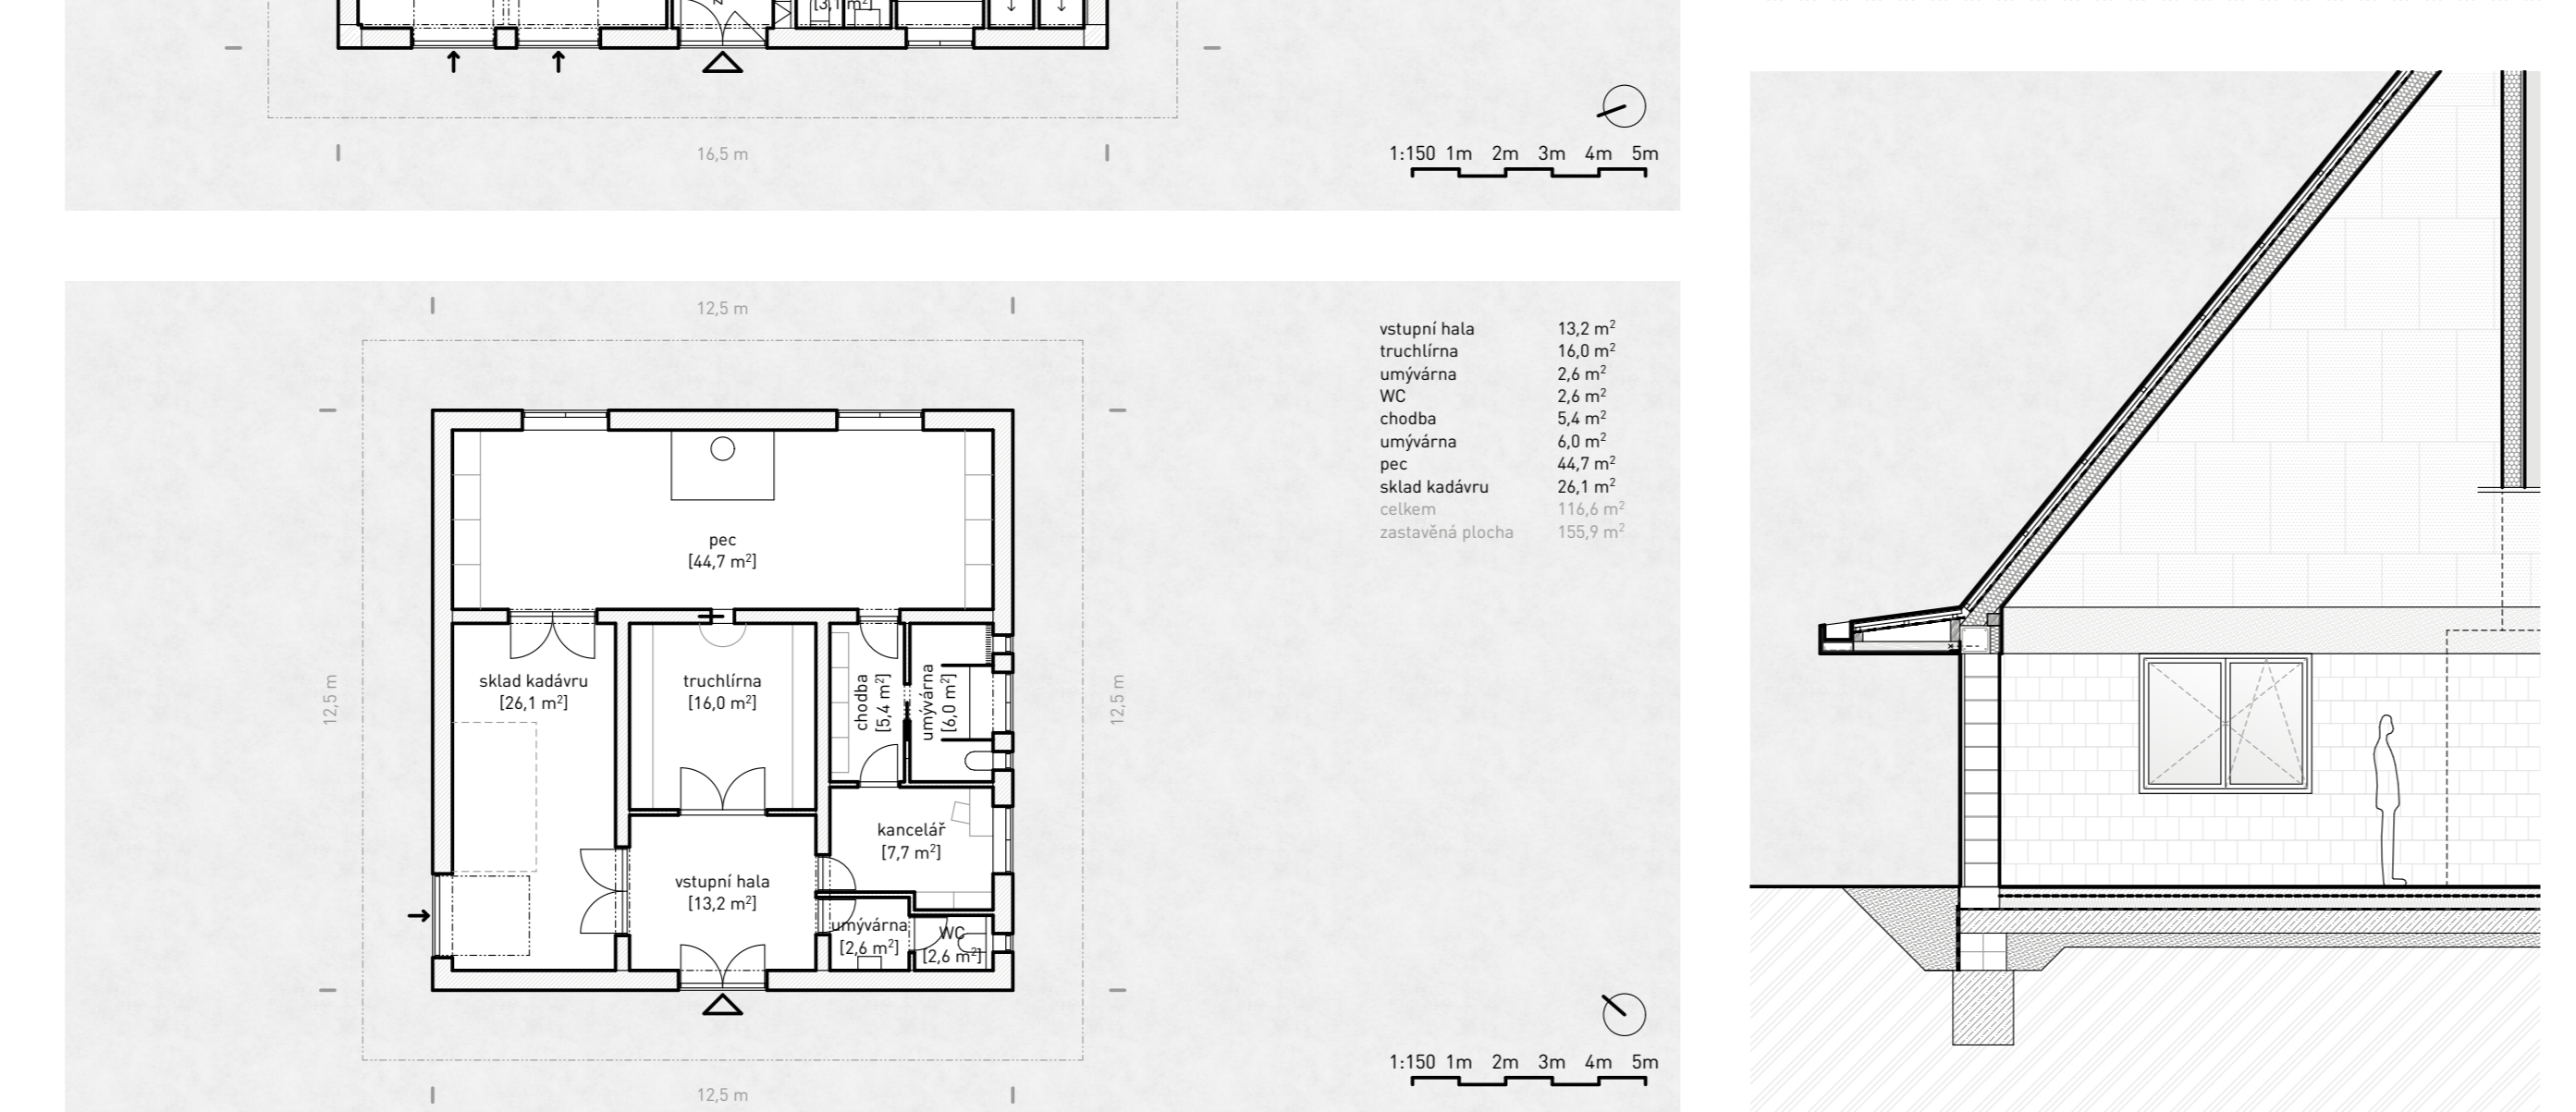 [3,1 m²]
16,5 m
1:150 1m 2m 3m 4m 5m
12,5 m
vstupní hala 13,2 m²
truchlírna 16,0 m²
umývárna 2,6 m²
WC 2,6 m²
chodba 5,4 m²
umývárna 6,0 m²
pec 44,7 m²
sklad kadávru 26,1 m²
celkem 116,6 m²
zastavěná plocha 155,9 m²
pec
[44,7 m²]
sklad kadávru
[26,1 m²]
truchlírna
[16,0 m²]
chodba
[5,4 m²]
umývárna
[6,0 m²]
12,5 m
12,5 m
kancelář
[7,7 m²]
vstupní hala
[13,2 m²]
umývárna
[2,6 m²]
WC
[2,6 m²]
1:150 1m 2m 3m 4m 5m
12,5 m